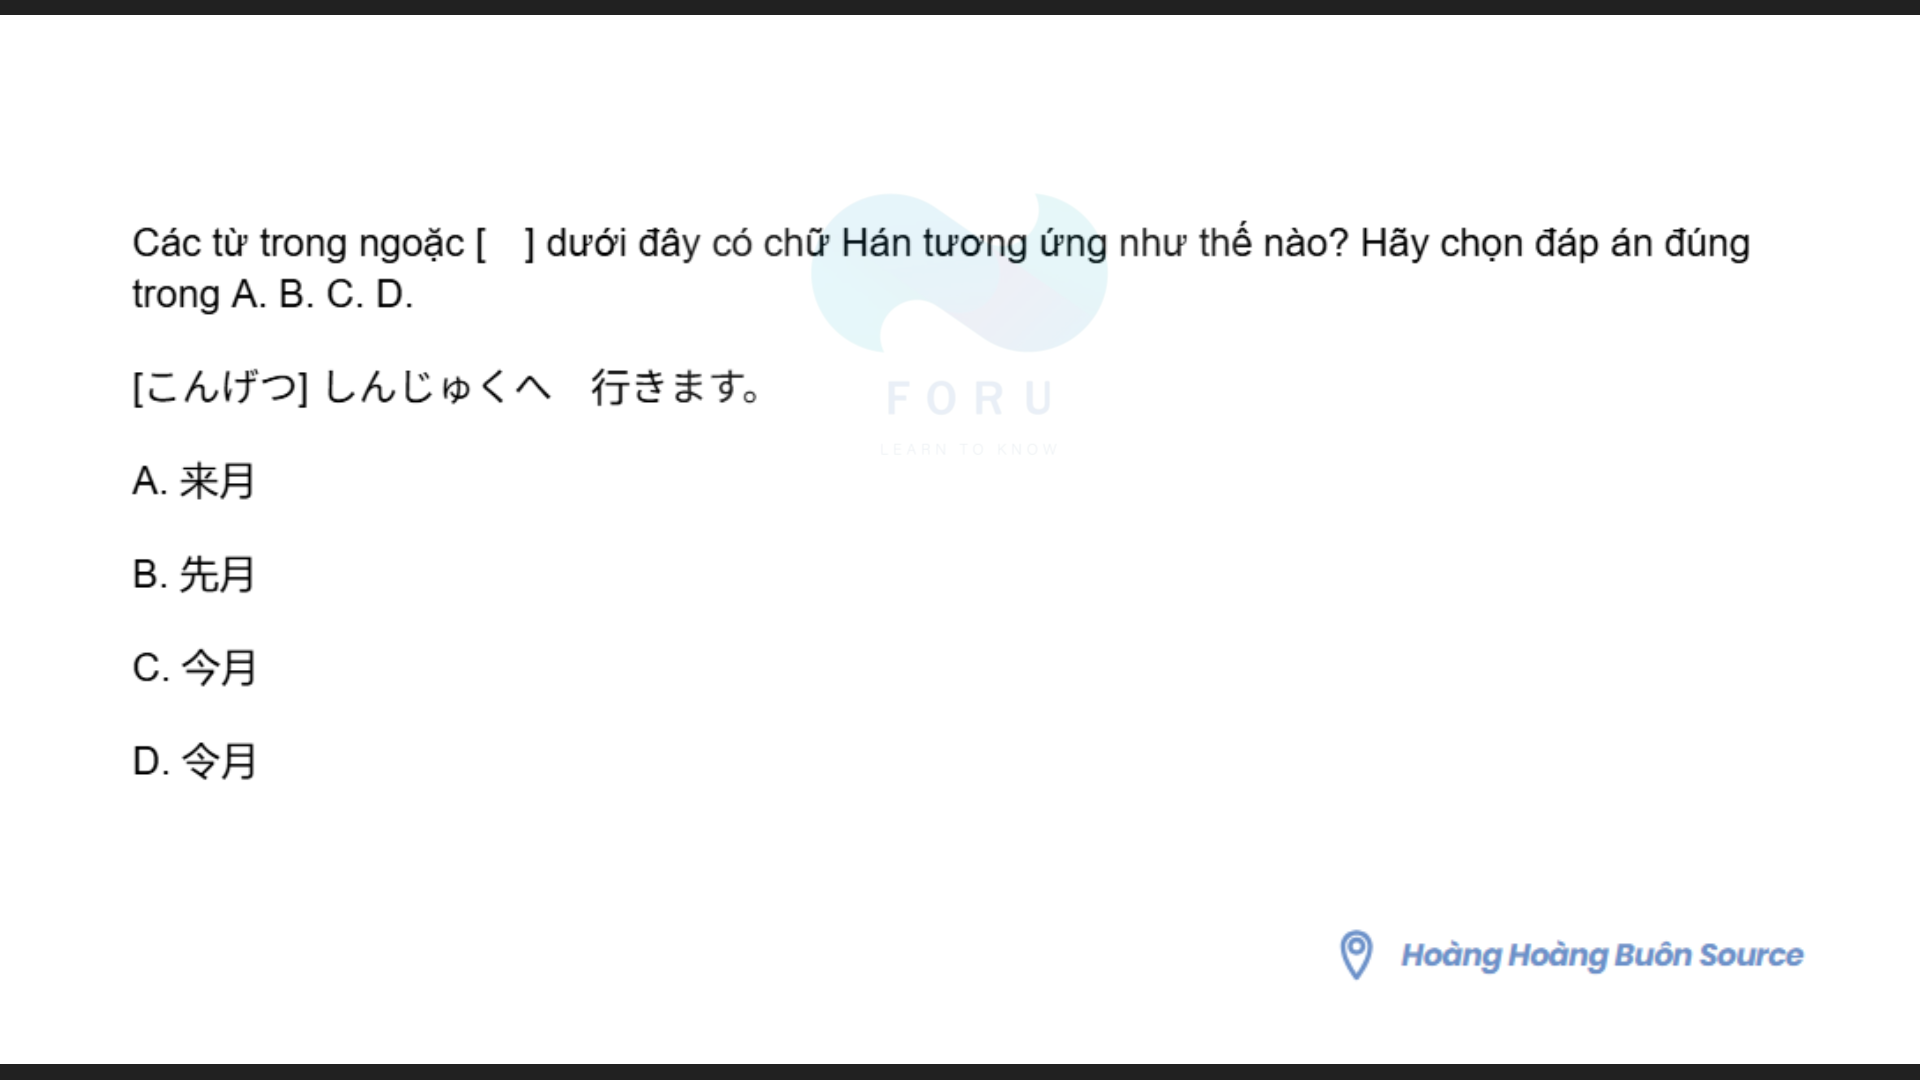 Các từ trong ngoặc [　] dưới đây có chữ Hán tương ứng như thế nào? Hãy chọn đáp án đúng
trong A. B. C. D.
[こんげつ] しんじゅくへ　行きます。
FORU
LEARN TO KNOW
A. 来月
B. 先月
C. 今月
D. 令月
Hoàng Hoàng Buôn Source